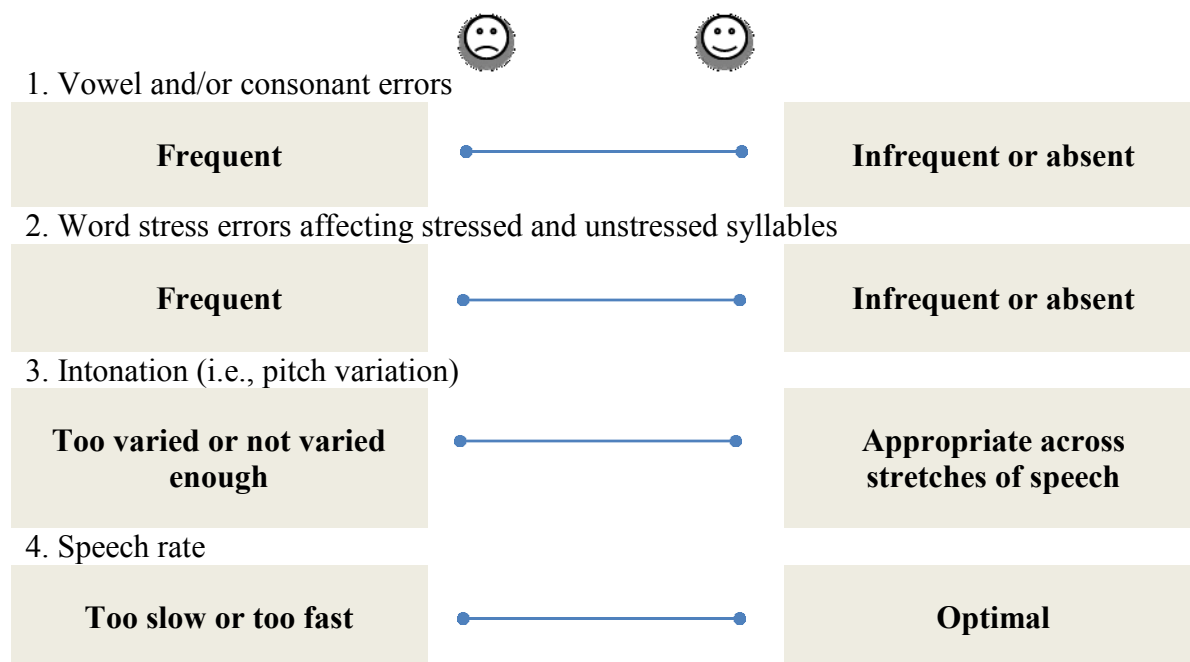 1. Vowel and/or consonant errors
Frequent
Infrequent or absent
2. Word stress errors affecting stressed and unstressed syllables
Frequent
Infrequent or absent
3. Intonation (i.e., pitch variation)
Too varied or not varied
enough
Appropriate across
stretches of speech
4. Speech rate
Too slow or too fast
Optimal